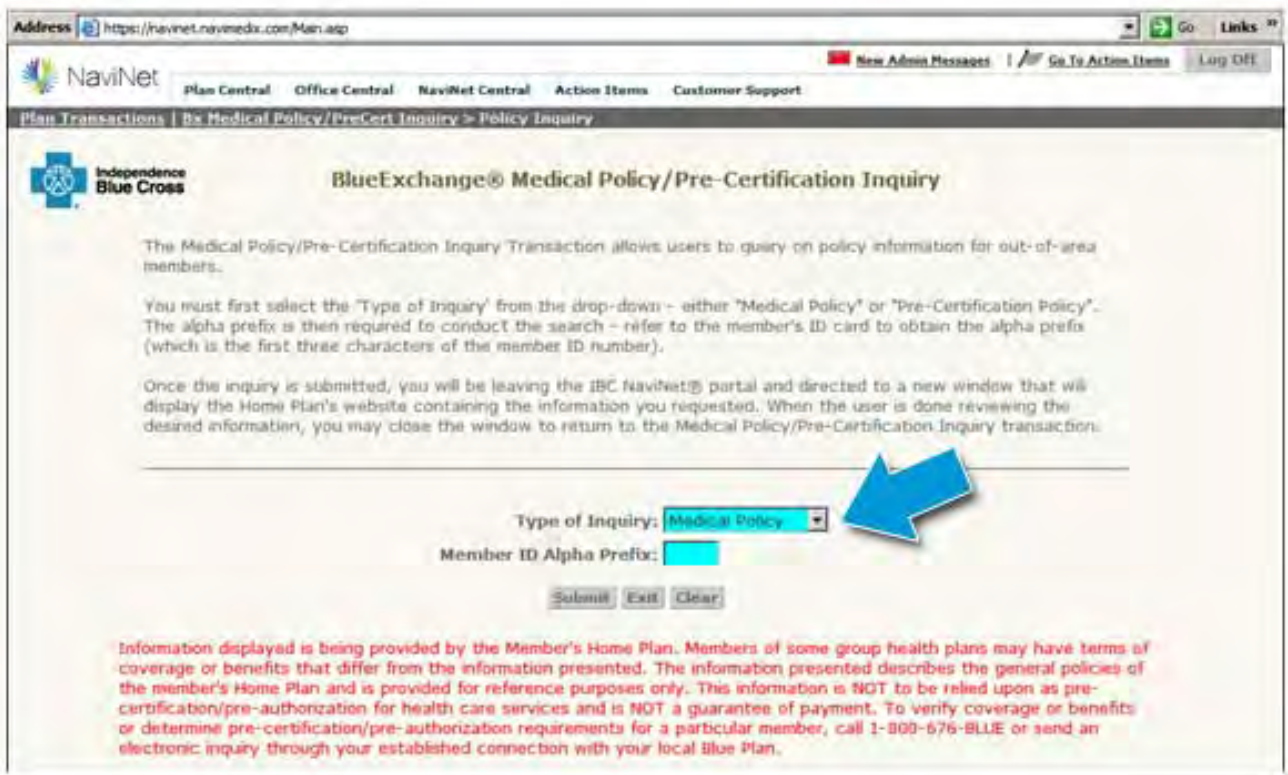 Address https://navinet.navimedix.com/Main.asp Go Links »
NaviNet
New Admin Messages | Go To Action Items Log Off
Plan Central Office Central NaviNet Central Action Items Customer Support
Plan Transactions | Bx Medical Policy/PreCert Inquiry > Policy Inquiry
Independence
Blue Cross
BlueExchange® Medical Policy/Pre-Certification Inquiry
The Medical Policy/Pre-Certification Inquiry Transaction allows users to query on policy information for out-of-area
members.
You must first select the 'Type of Inquiry' from the drop-down - either "Medical Policy" or "Pre-Certification Policy".
The alpha prefix is then required to conduct the search - refer to the member's ID card to obtain the alpha prefix
(which is the first three characters of the member ID number).
Once the inquiry is submitted, you will be leaving the IBC NaviNet® portal and directed to a new window that will
display the Home Plan's website containing the information you requested. When the user is done reviewing the
desired information, you may close the window to return to the Medical Policy/Pre-Certification Inquiry transaction.
Type of Inquiry: Medical Policy
Member ID Alpha Prefix:
Submit Exit Clear
Information displayed is being provided by the Member's Home Plan. Members of some group health plans may have terms of
coverage or benefits that differ from the information presented. The information presented describes the general policies of
the member's Home Plan and is provided for reference purposes only. This information is NOT to be relied upon as pre-
certification/pre-authorization for health care services and is NOT a guarantee of payment. To verify coverage or benefits
or determine pre-certification/pre-authorization requirements for a particular member, call 1-800-676-BLUE or send an
electronic inquiry through your established connection with your local Blue Plan.